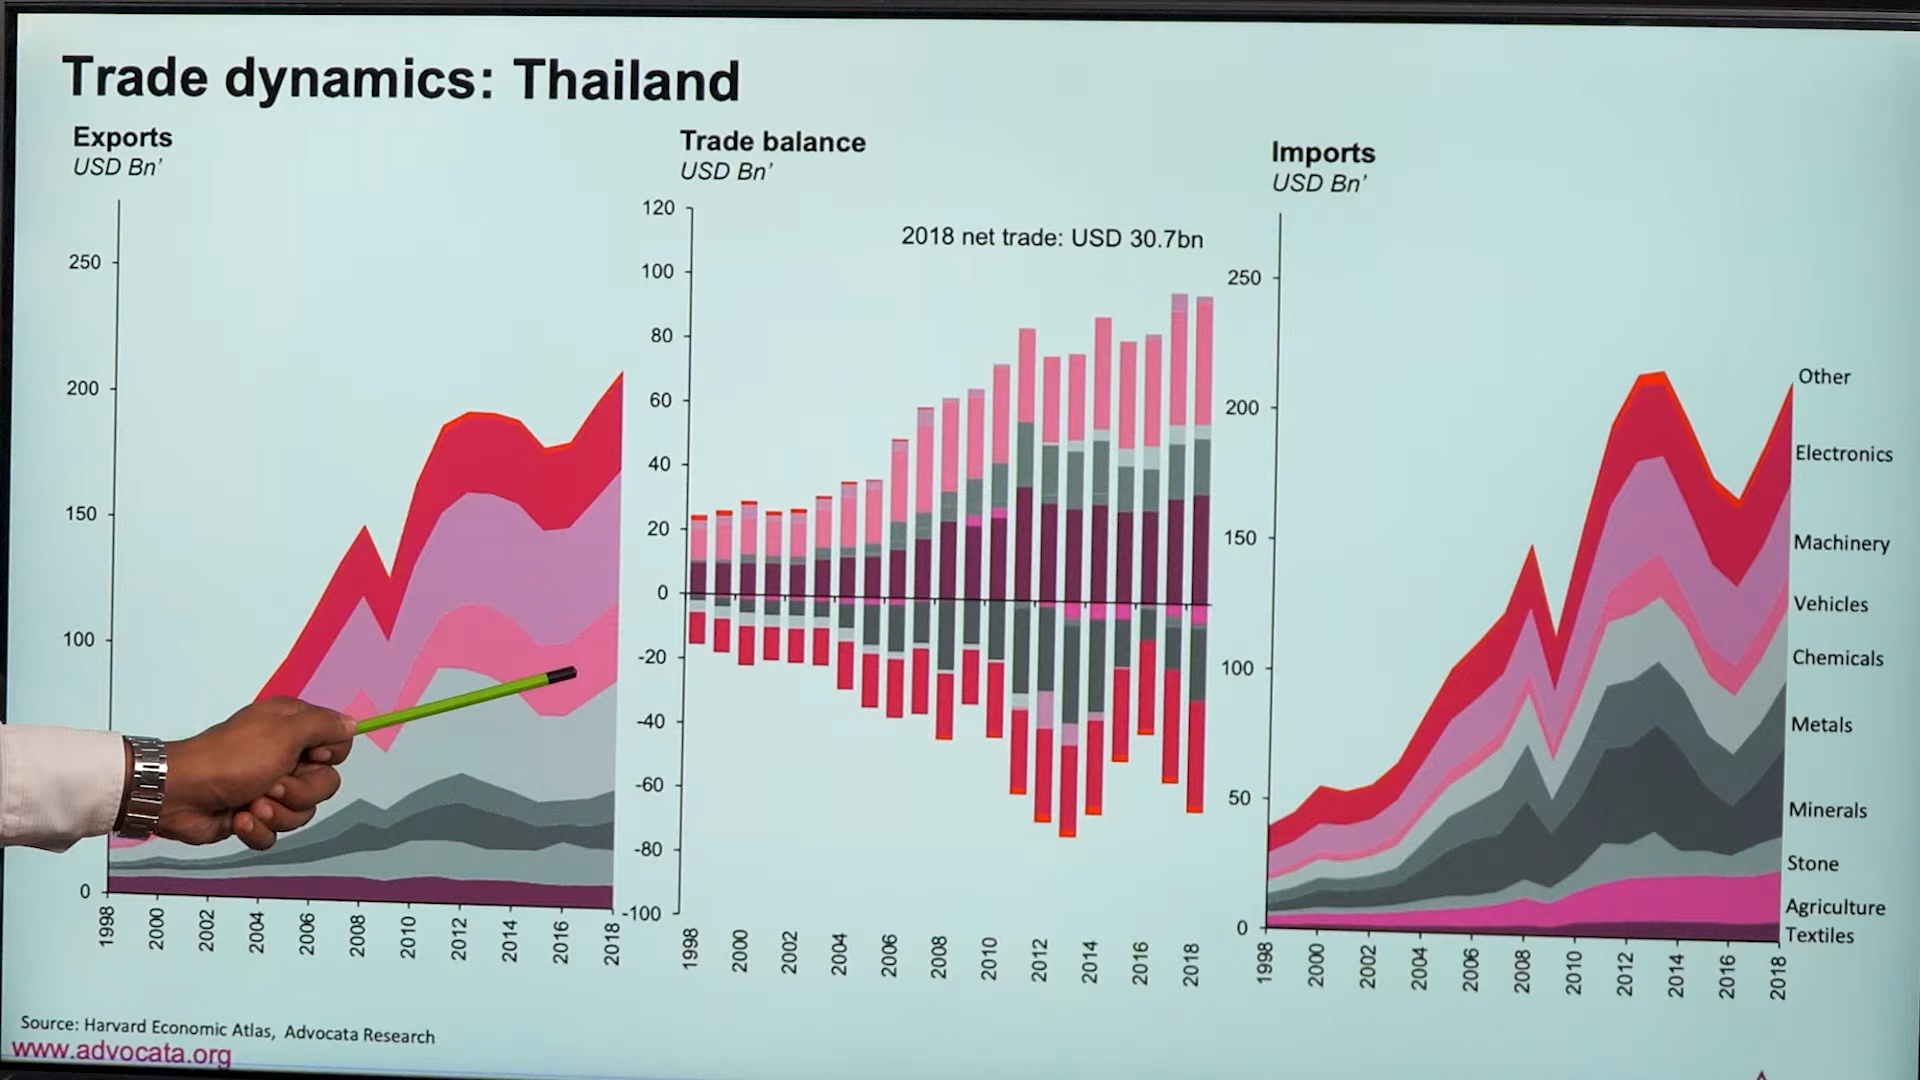 Trade dynamics: Thailand
Exports
USD Bn'
250
200
150
100
0
1998
2000
2002
2004
2006
2008
2010
2012
2014
2016
2018
Trade balance
USD Bn'
2018 net trade: USD 30.7bn
120
100
80
60
40
20
0
-20
-40
-60
-80
-100
1998
2000
2002
2004
2006
2008
2010
2012
2014
2016
2018
Imports
USD Bn'
250
200
150
100
50
0
1998
2000
2002
2004
2006
2008
2010
2012
2014
2016
2018
Other
Electronics
Machinery
Vehicles
Chemicals
Metals
Minerals
Stone
Agriculture
Textiles
Source: Harvard Economic Atlas, Advocata Research
www.advocata.org